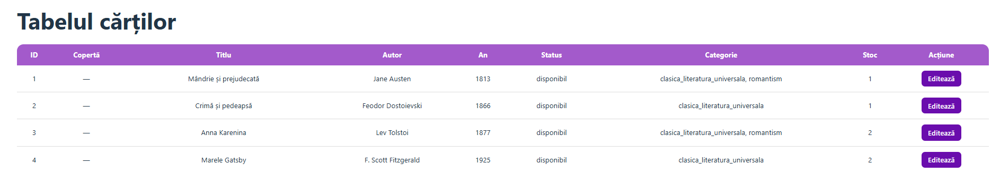 Tabelul cărților
ID Copertă Titlu Autor An Status Categorie Stoc Acțiune
1 — Mândrie și prejudecată Jane Austen 1813 disponibil clasica_literatura_universala, romantism 1 Editează
2 — Crimă și pedeapsă Feodor Dostoievski 1866 disponibil clasica_literatura_universala 1 Editează
3 — Anna Karenina Lev Tolstoi 1877 disponibil clasica_literatura_universala, romantism 2 Editează
4 — Marele Gatsby F. Scott Fitzgerald 1925 disponibil clasica_literatura_universala 2 Editează